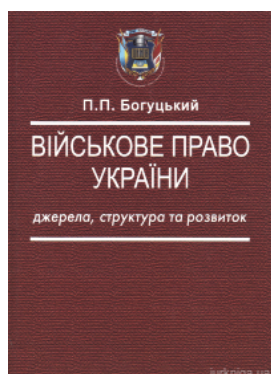 П.П. Богуцький
ВІЙСЬКОВЕ ПРАВО
УКРАЇНИ
джерела, структура та розвиток
jurkniga.ua